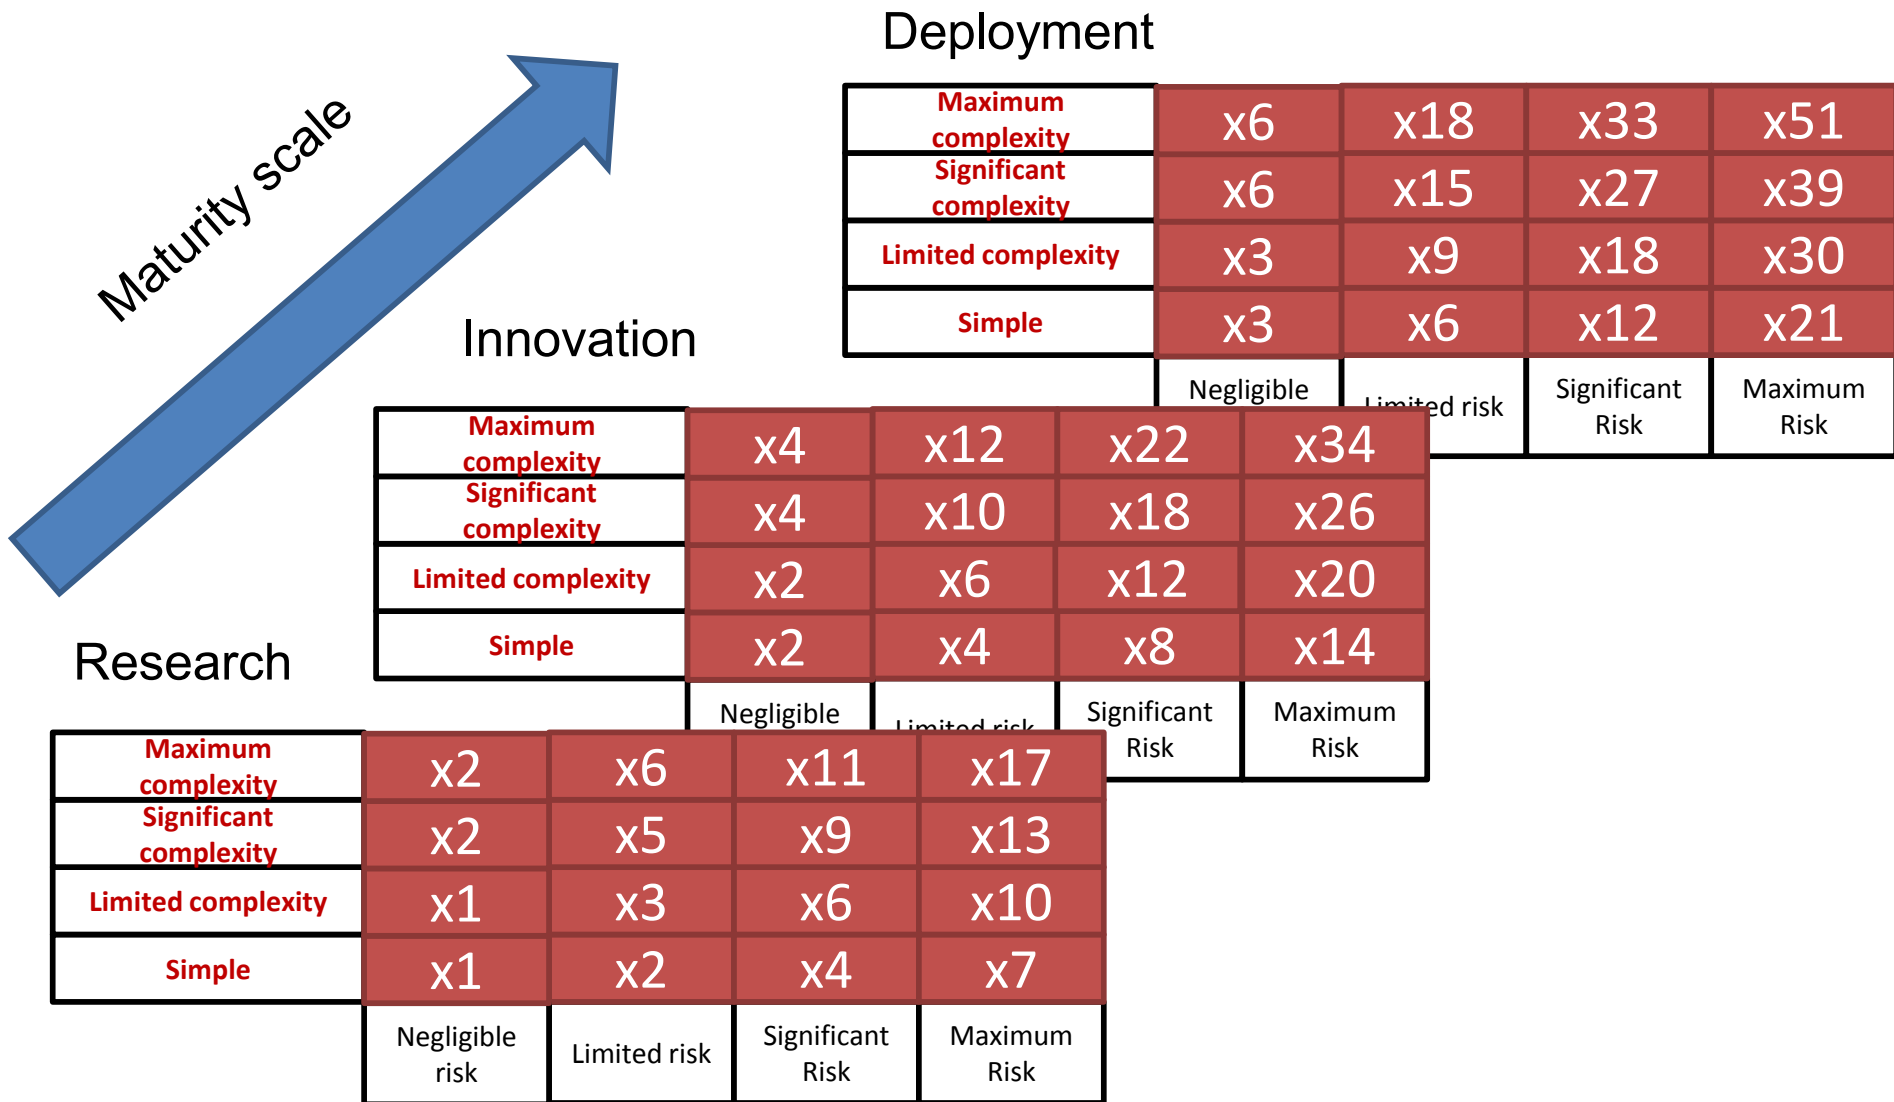 Deployment
Maximum
complexity
x6 x18 x33 x51
Significant
complexity
x6 x15 x27 x39
Limited complexity x3 x9 x18 x30
Simple x3 x6 x12 x21
Negligible
Limited risk
Significant
Risk
Maximum
Risk
Maturity scale
Innovation
Maximum
complexity
x4 x12 x22 x34
Significant
complexity
x4 x10 x18 x26
Limited complexity x2 x6 x12 x20
Simple x2 x4 x8 x14
Negligible
Limited risk
Significant
Risk
Maximum
Risk
Research
Maximum
complexity
x2 x6 x11 x17
Significant
complexity
x2 x5 x9 x13
Limited complexity x1 x3 x6 x10
Simple x1 x2 x4 x7
Negligible
risk
Limited risk
Significant
Risk
Maximum
Risk